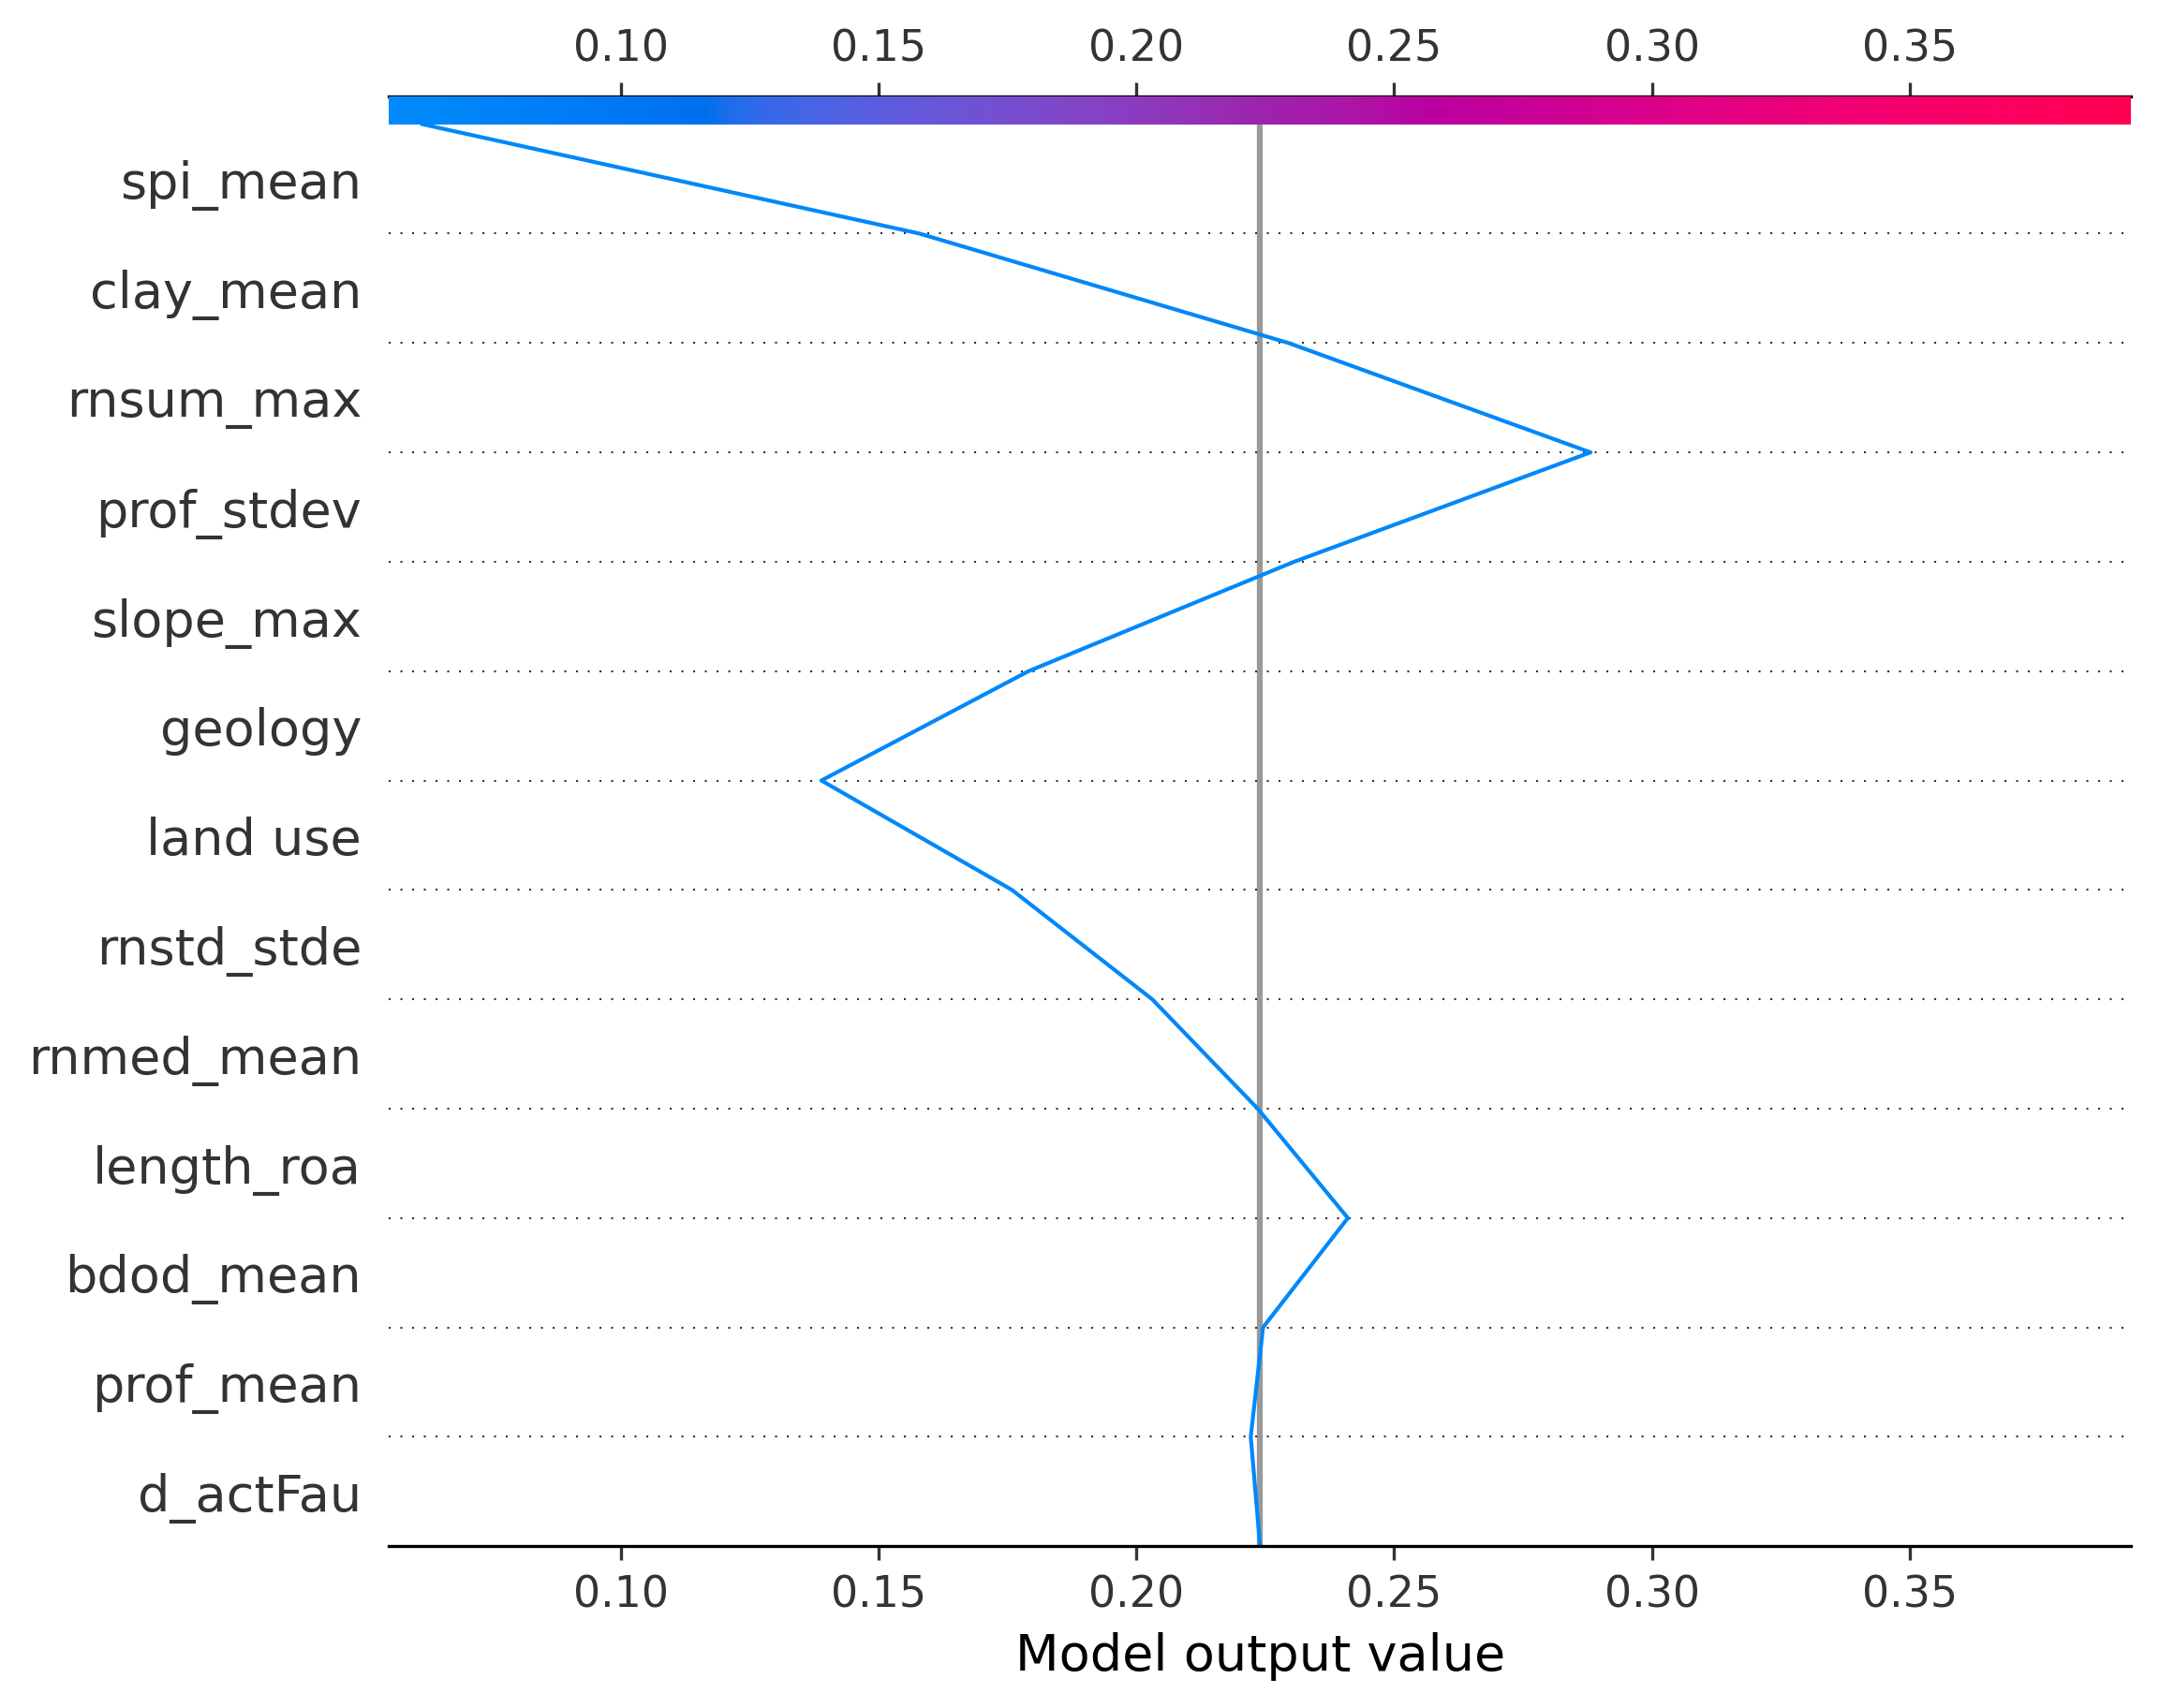 0.10 0.15 0.20 0.25 0.30 0.35
spi_mean
clay_mean
rnsum_max
prof_stdev
slope_max
geology
land use
rnstd_stde
rnmed_mean
length_roa
bdod_mean
prof_mean
d_actFau
0.10 0.15 0.20 0.25 0.30 0.35
Model output value